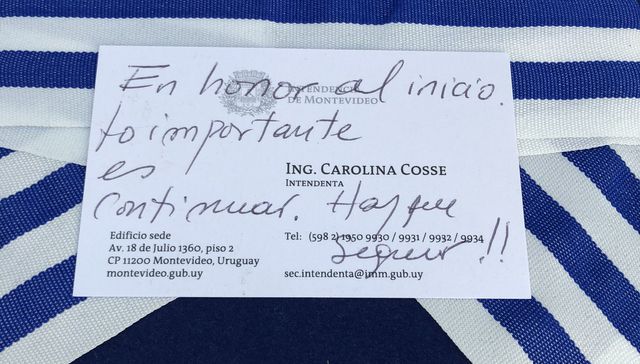 En honor al inicio.
INTENDENCIA
DE MONTEVIDEO
lo importante
es
ING. CAROLINA COSSE
INTENDENTA
continuar. Hay que
seguir!!
Edificio sede
Av. 18 de Julio 1360, piso 2
CP 11200 Montevideo, Uruguay
montevideo.gub.uy
Tel: (598 2) 1950 9930 / 9931 / 9932 / 9934
sec.intendenta@imm.gub.uy